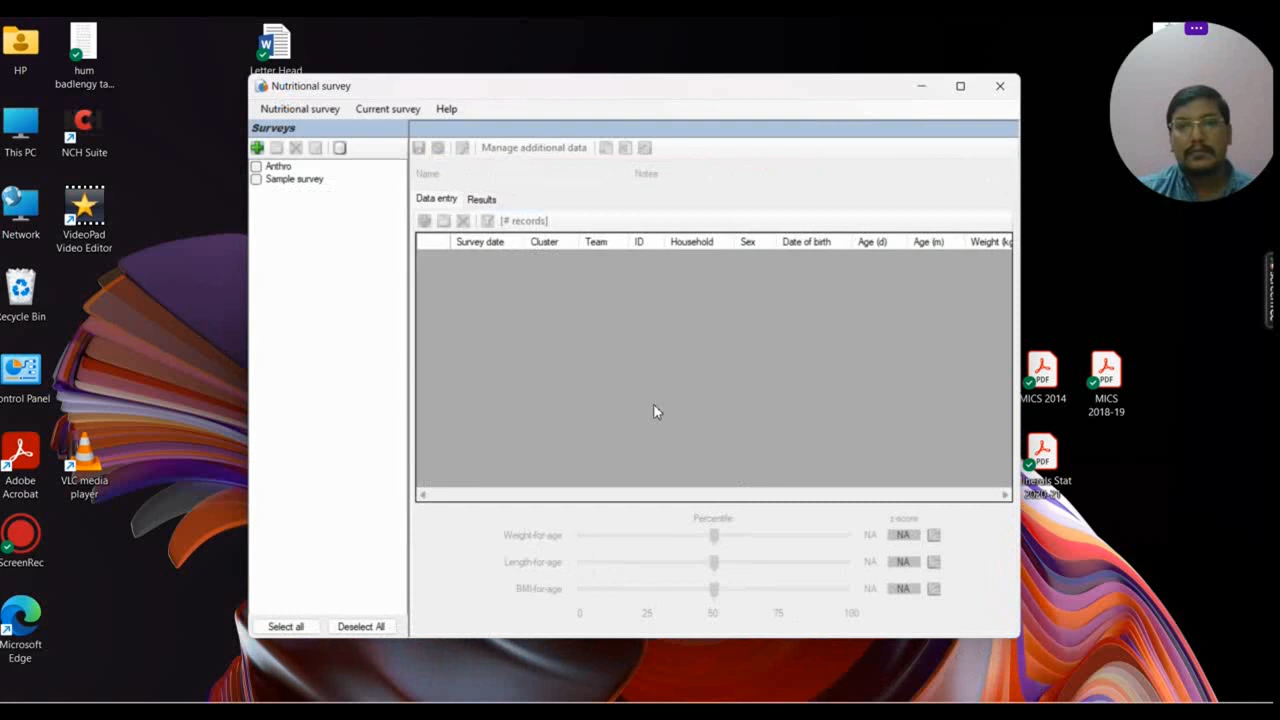 HP
hum
badlengy ta...
Letter Head
This PC
NCH Suite
Network
VideoPad
Video Editor
Recycle Bin
Control Panel
Adobe
Acrobat
VLC media
player
ScreenRec
Microsoft
Edge
Nutritional survey
Nutritional survey Current survey Help
Surveys
Anthro
Sample survey
Select all Deselect All
Manage additional data
Name Notes
Data entry Results
[# records]
Survey date Cluster Team ID Household Sex Date of birth Age (d) Age (m) Weight (kg
Percentile z-score
Weight-for-age NA NA
Length-for-age NA NA
BMI-for-age NA NA
0 25 50 75 100
MICS 2014
MICS
2018-19
PDF
PDF
PDF
Stat
2020-21